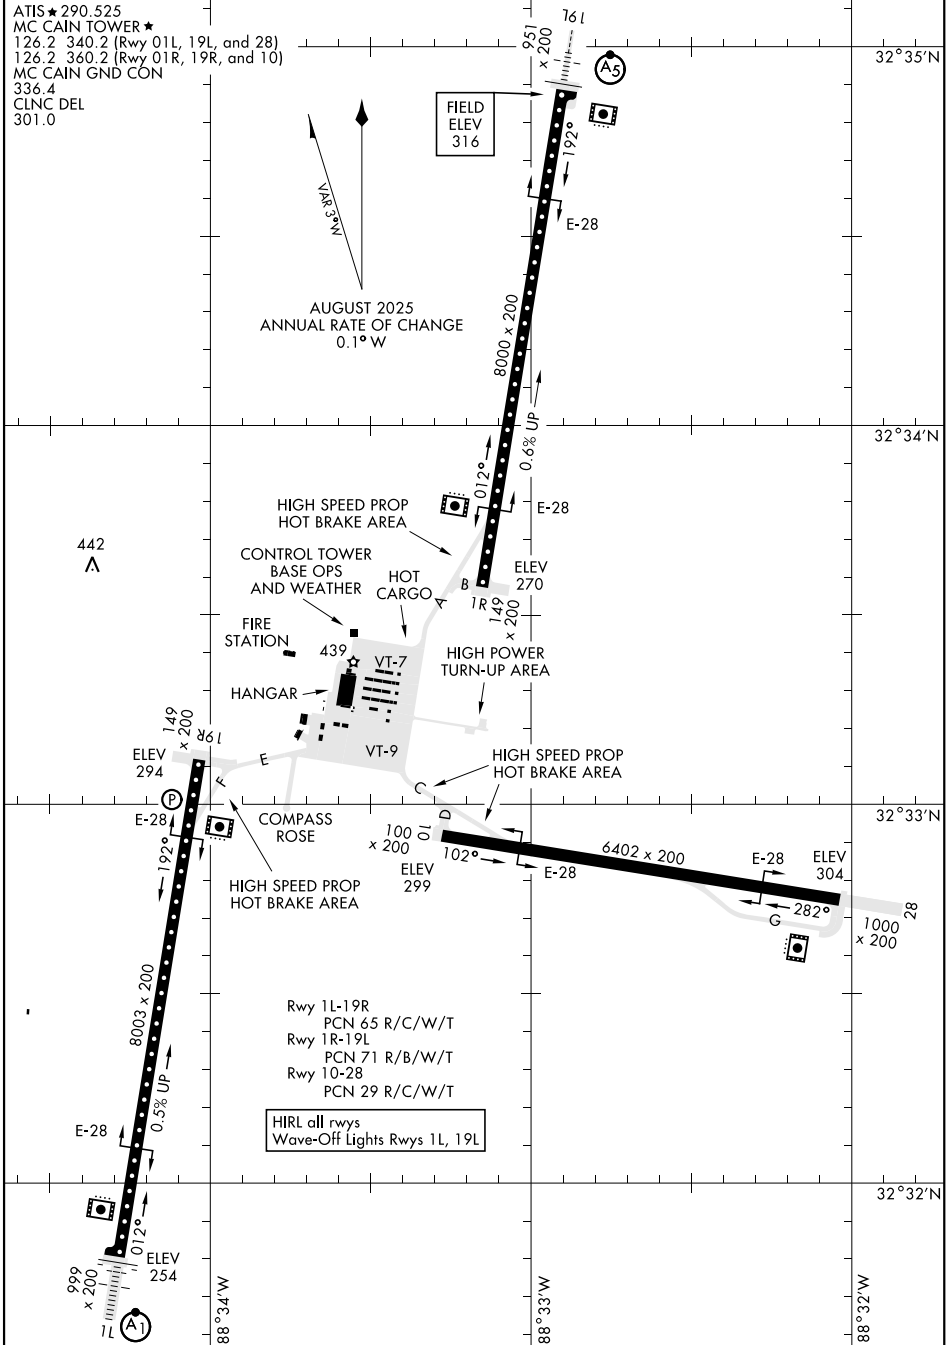 ATIS★290.525
MC CAIN TOWER★
126.2 340.2 (Rwy 01L, 19L, and 28)
126.2 360.2 (Rwy 01R, 19R, and 10)
MC CAIN GND CON
336.4
CLNC DEL
301.0
951
x 200
19L
A5
32°35'N
FIELD
ELEV
316
192°
VAR 3°W
E-28
AUGUST 2025
ANNUAL RATE OF CHANGE
0.1° W
8000 x 200
0.6% UP
32°34'N
012°
E-28
HIGH SPEED PROP
HOT BRAKE AREA
442
CONTROL TOWER
BASE OPS
AND WEATHER
HOT
CARGO
A
B
ELEV
270
1R
149
x 200
FIRE
STATION
439
VT-7
HIGH POWER
TURN-UP AREA
HANGAR
149
x 200
19R
VT-9
ELEV
294
E
F
HIGH SPEED PROP
HOT BRAKE AREA
C
P
E-28
COMPASS
ROSE
D
10
32°33'N
100
x 200
ELEV
299
102°
E-28
6402 x 200
E-28
ELEV
304
192°
HIGH SPEED PROP
HOT BRAKE AREA
282°
G
28
1000
x 200
8003 x 200
Rwy 1L-19R
PCN 65 R/C/W/T
Rwy 1R-19L
PCN 71 R/B/W/T
Rwy 10-28
PCN 29 R/C/W/T
0.5% UP
E-28
HIRL all rwys
Wave-Off Lights Rwys 1L, 19L
32°32'N
012°
ELEV
254
999
x 200
1L
A1
88°34'W
88°33'W
88°32'W